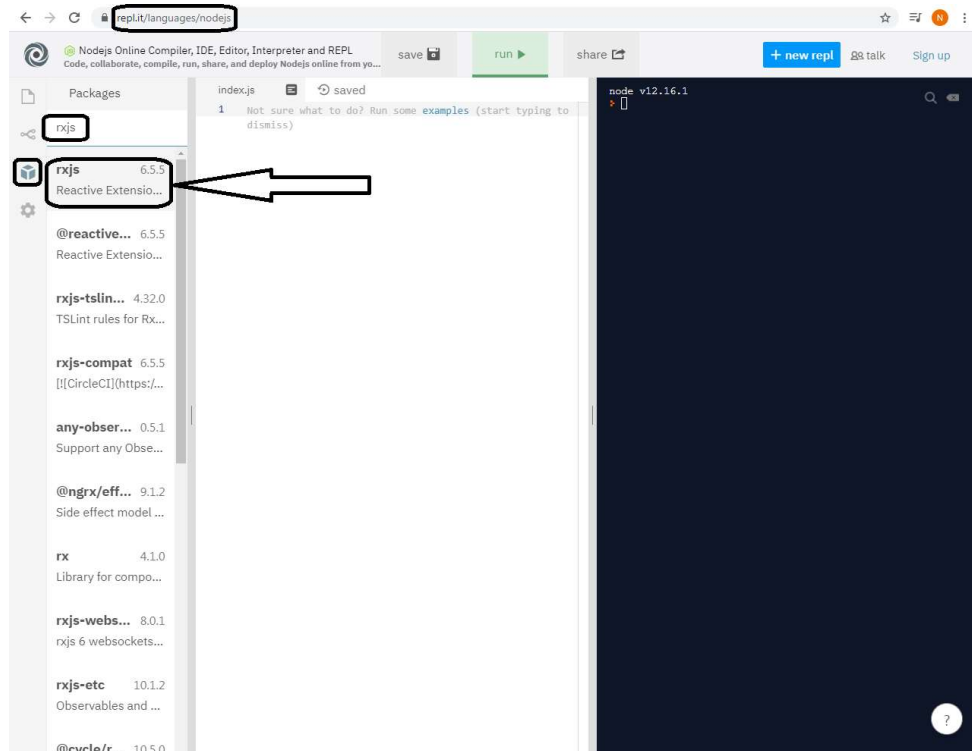 repl.it/languages/nodejs
N
Nodejs Online Compiler, IDE, Editor, Interpreter and REPL
Code, collaborate, compile, run, share, and deploy Nodejs online from yo...
save
run
share
+ new repl
talk
Sign up
Packages
rxjs
rxjs 6.5.5
Reactive Extensio...
@reactive... 6.5.5
Reactive Extensio...
rxjs-tslin... 4.32.0
TSLint rules for Rx...
rxjs-compat 6.5.5
[![CircleCI](https:/...
any-obser... 0.5.1
Support any Obse...
@ngrx/eff... 9.1.2
Side effect model ...
rx 4.1.0
Library for compo...
rxjs-webs... 8.0.1
rxjs 6 websockets...
rxjs-etc 10.1.2
Observables and ...
@cycle/r... 10.5.0
index.js
saved
1 Not sure what to do? Run some examples (start typing to
dismiss)
node v12.16.1
?